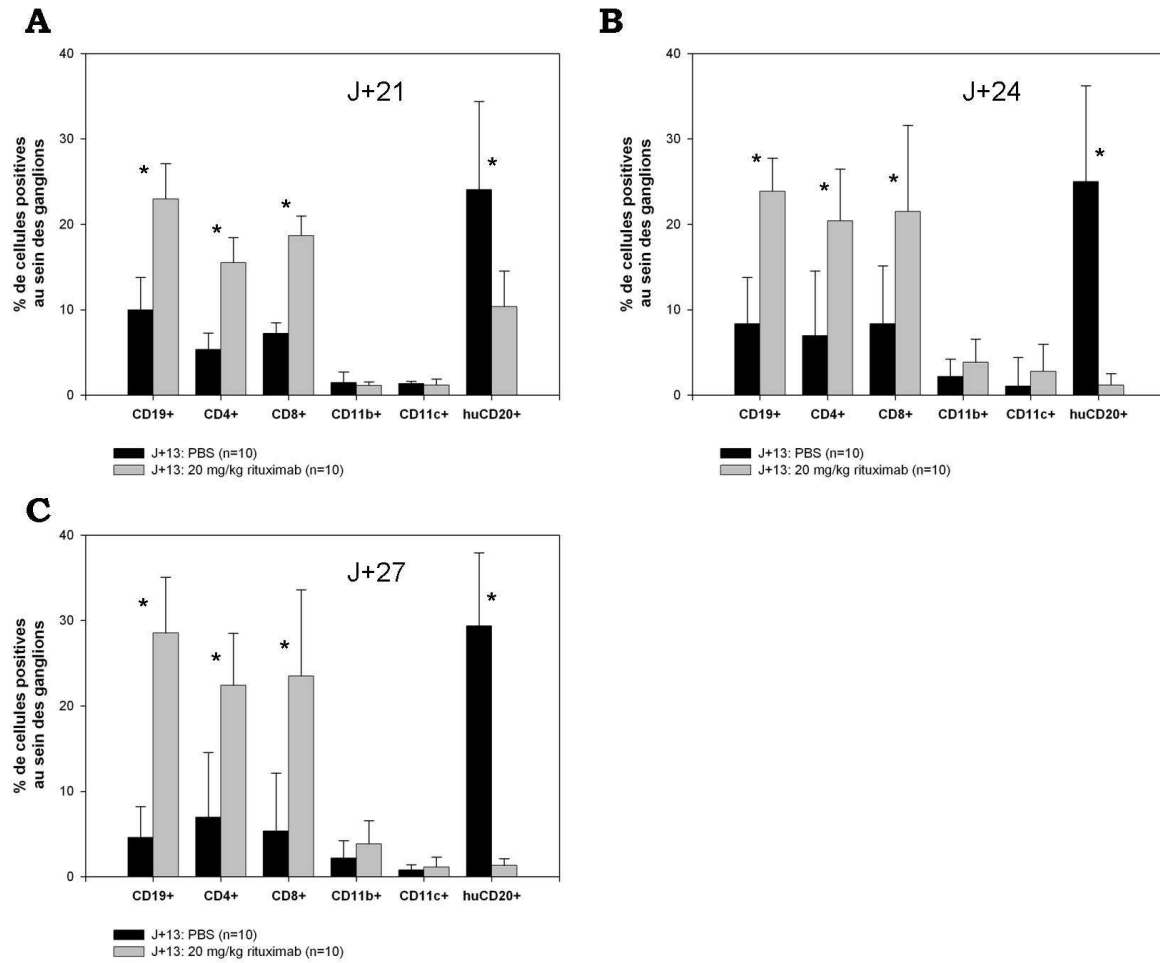 A
J+21
% de cellules positives
au sein des ganglions
40
30
20
10
0
*
*
*
*
CD19+
CD4+
CD8+
CD11b+
CD11c+
huCD20+
J+13: PBS (n=10)
J+13: 20 mg/kg rituximab (n=10)
B
J+24
% de cellules positives
au sein des ganglions
40
30
20
10
0
*
*
*
*
CD19+
CD4+
CD8+
CD11b+
CD11c+
huCD20+
J+13: PBS (n=10)
J+13: 20 mg/kg rituximab (n=10)
C
J+27
% de cellules positives
au sein des ganglions
40
30
20
10
0
*
*
*
*
CD19+
CD4+
CD8+
CD11b+
CD11c+
huCD20+
J+13: PBS (n=10)
J+13: 20 mg/kg rituximab (n=10)